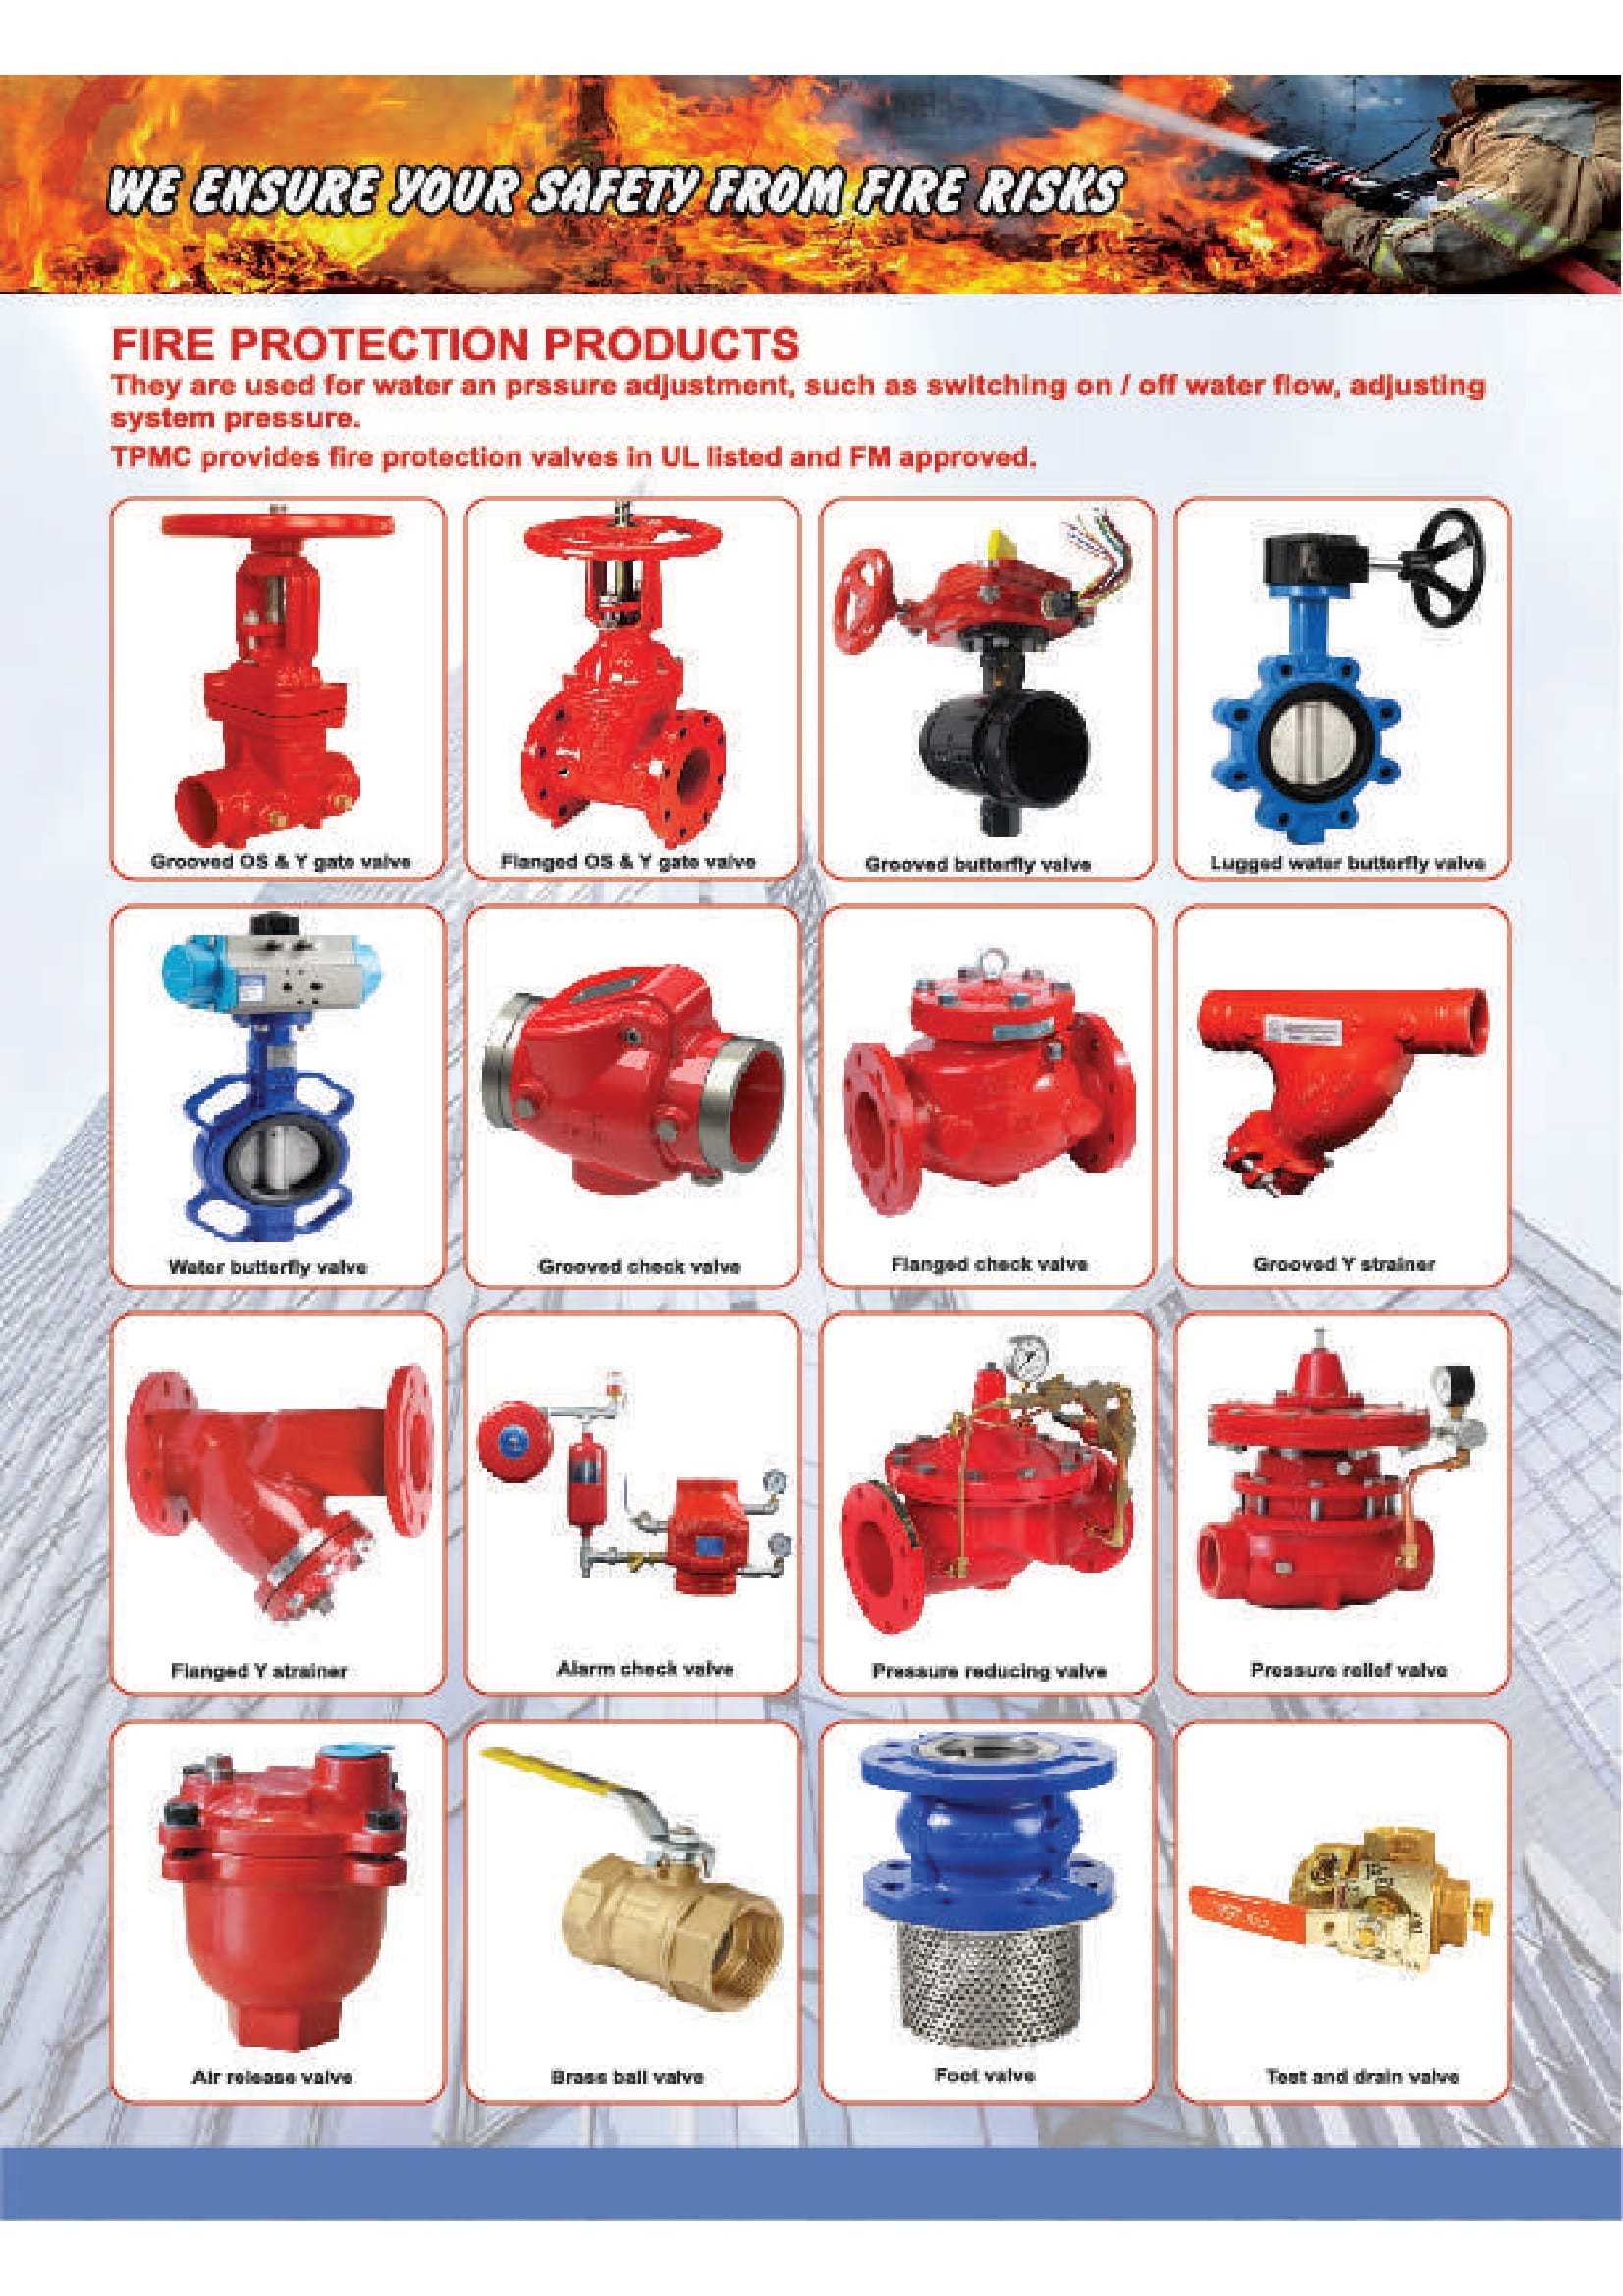 WE ENSURE YOUR SAFETY FROM FIRE RISKS
FIRE PROTECTION PRODUCTS
They are used for water an prssure adjustment, such as switching on / off water flow, adjusting
system pressure.
TPMC provides fire protection valves in UL listed and FM approved.
Grooved OS & Y gate valve
Flanged OS & Y gate valve
Grooved butterfly valve
Lugged water butterfly valve
Water butterfly valve
Grooved check valve
Flanged check valve
Grooved Y strainer
Flanged Y strainer
Alarm check valve
Pressure reducing valve
Pressure relief valve
Air release valve
Brass ball valve
Foot valve
Test and drain valve